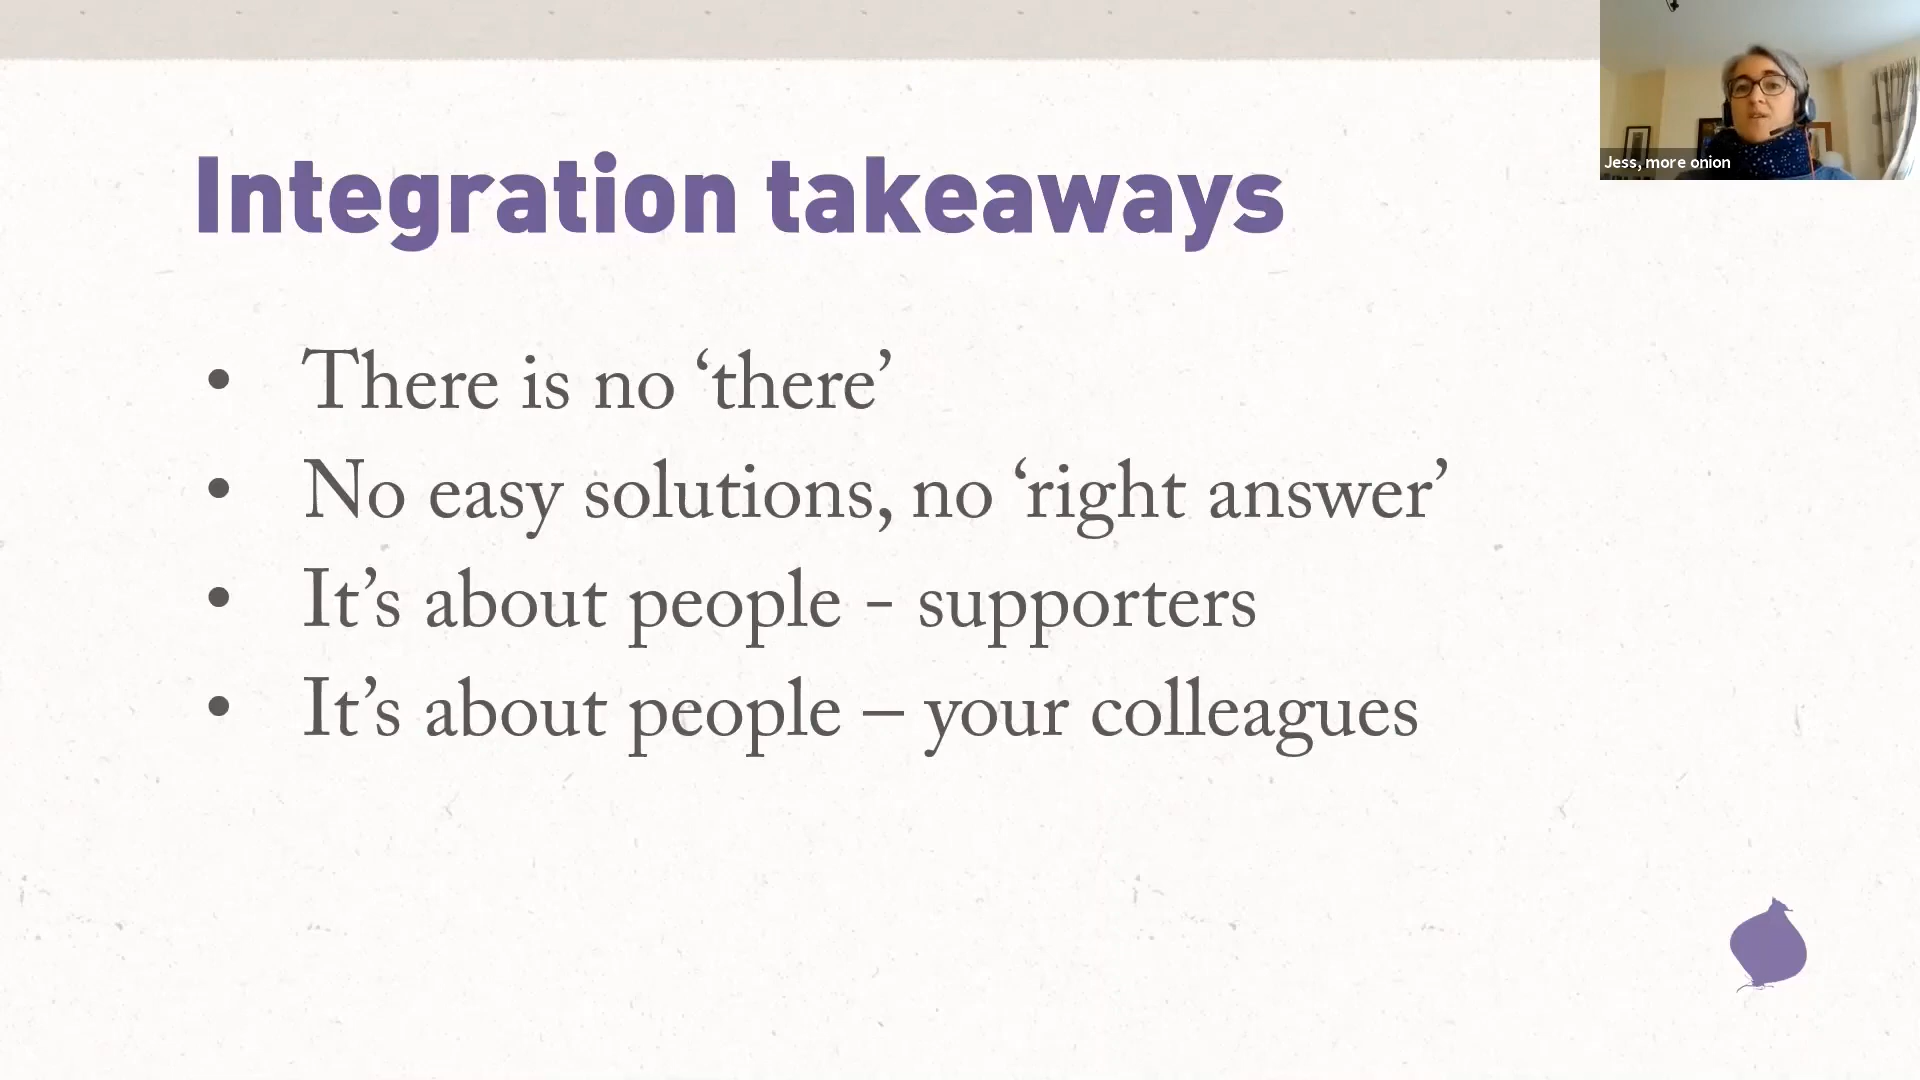 Integration takeaways
• There is no ‘there’
• No easy solutions, no ‘right answer’
• It’s about people - supporters
• It’s about people – your colleagues
Jess, more onion